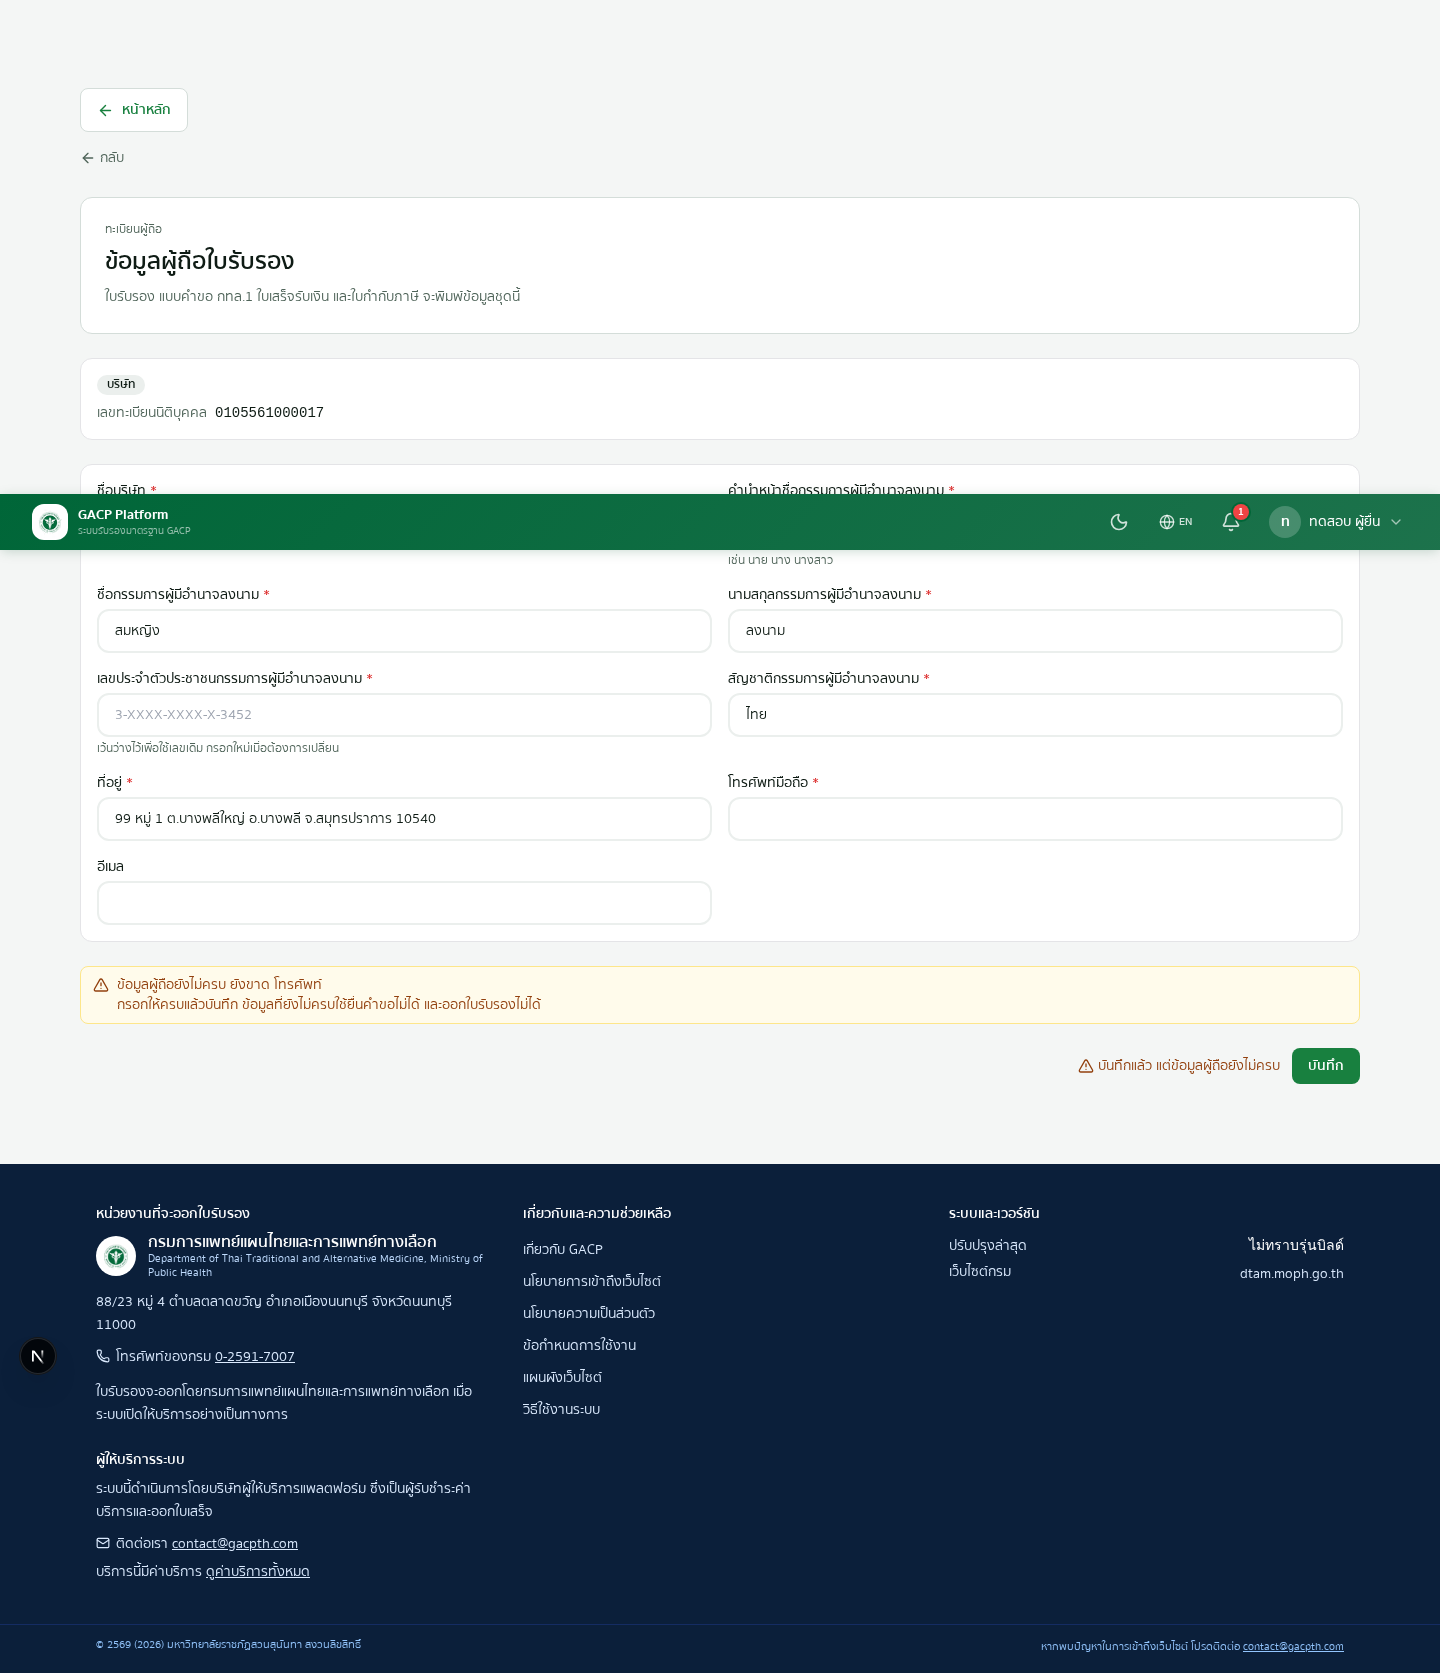 หน้าหลัก
กลับ
ทะเบียนผู้ถือ
ข้อมูลผู้ถือใบรับรอง
ใบรับรอง แบบคำขอ กทล.1 ใบเสร็จรับเงิน และใบกำกับภาษี จะพิมพ์ข้อมูลชุดนี้
บริษัท
เลขทะเบียนนิติบุคคล 0105561000017
ชื่อบริษัท *
คำนำหน้าชื่อกรรมการผู้มีอำนาจลงนาม *
GACP Platform
ระบบรับรองมาตรฐาน GACP
EN
1
ท
ทดสอบ ผู้ยื่น
เช่น นาย นาง นางสาว
ชื่อกรรมการผู้มีอำนาจลงนาม *
นามสกุลกรรมการผู้มีอำนาจลงนาม *
สมหญิง
ลงนาม
เลขประจำตัวประชาชนกรรมการผู้มีอำนาจลงนาม *
สัญชาติกรรมการผู้มีอำนาจลงนาม *
3-XXXX-XXXX-X-3452
ไทย
เว้นว่างไว้เพื่อใช้เลขเดิม กรอกใหม่เมื่อต้องการเปลี่ยน
ที่อยู่ *
โทรศัพท์มือถือ *
99 หมู่ 1 ต.บางพลีใหญ่ อ.บางพลี จ.สมุทรปราการ 10540
อีเมล
ข้อมูลผู้ถือยังไม่ครบ ยังขาด โทรศัพท์
กรอกให้ครบแล้วบันทึก ข้อมูลที่ยังไม่ครบใช้ยื่นคำขอไม่ได้ และออกใบรับรองไม่ได้
บันทึกแล้ว แต่ข้อมูลผู้ถือยังไม่ครบ
บันทึก
หน่วยงานที่จะออกใบรับรอง
กรมการแพทย์แผนไทยและการแพทย์ทางเลือก
Department of Thai Traditional and Alternative Medicine, Ministry of
Public Health
88/23 หมู่ 4 ตำบลตลาดขวัญ อำเภอเมืองนนทบุรี จังหวัดนนทบุรี
11000
โทรศัพท์ของกรม 0-2591-7007
ใบรับรองจะออกโดยกรมการแพทย์แผนไทยและการแพทย์ทางเลือก เมื่อ
ระบบเปิดให้บริการอย่างเป็นทางการ
ผู้ให้บริการระบบ
ระบบนี้ดำเนินการโดยบริษัทผู้ให้บริการแพลตฟอร์ม ซึ่งเป็นผู้รับชำระค่า
บริการและออกใบเสร็จ
ติดต่อเรา contact@gacpth.com
บริการนี้มีค่าบริการ ดูค่าบริการทั้งหมด
เกี่ยวกับและความช่วยเหลือ
เกี่ยวกับ GACP
นโยบายการเข้าถึงเว็บไซต์
นโยบายความเป็นส่วนตัว
ข้อกำหนดการใช้งาน
แผนผังเว็บไซต์
วิธีใช้งานระบบ
ระบบและเวอร์ชัน
ปรับปรุงล่าสุด
ไม่ทราบรุ่นบิลด์
เว็บไซต์กรม
dtam.moph.go.th
N
© 2569 (2026) มหาวิทยาลัยราชภัฏสวนสุนันทา สงวนลิขสิทธิ์
หากพบปัญหาในการเข้าถึงเว็บไซต์ โปรดติดต่อ contact@gacpth.com